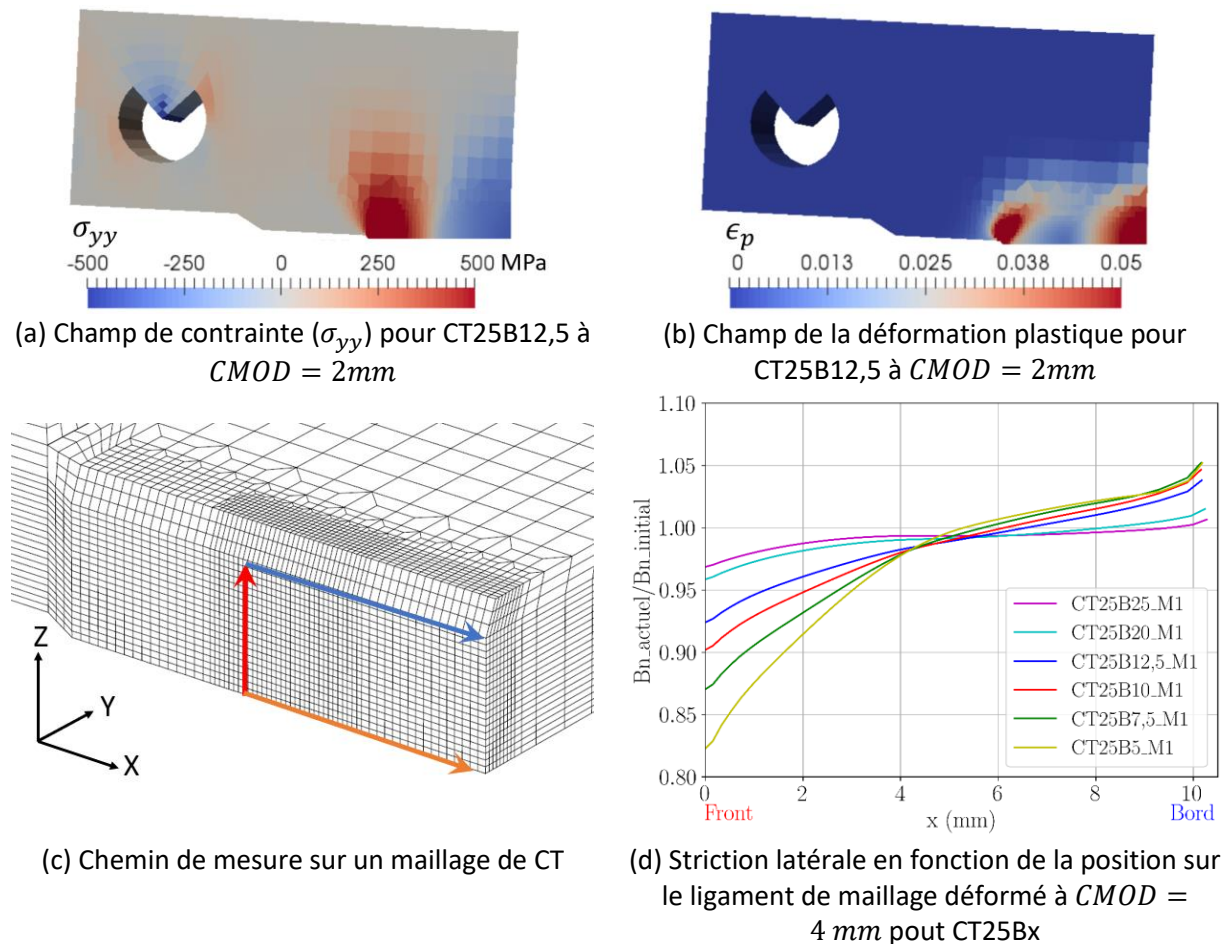 σ_yy
-500 -250 0 250 500 MPa
(a) Champ de contrainte (σ_yy) pour CT25B12,5 à
CMOD = 2mm
ϵ_p
0 0.013 0.025 0.038 0.05
(b) Champ de la déformation plastique pour
CT25B12,5 à CMOD = 2mm
Z
Y
X
(c) Chemin de mesure sur un maillage de CT
1.10
1.05
1.00
0.95
0.90
0.85
0.80
Bn_actuel/Bn_initial
CT25B25_M1
CT25B20_M1
CT25B12,5_M1
CT25B10_M1
CT25B7,5_M1
CT25B5_M1
0 2 4 6 8 10
Front x (mm) Bord
(d) Striction latérale en fonction de la position sur
le ligament de maillage déformé à CMOD =
4 mm pout CT25Bx